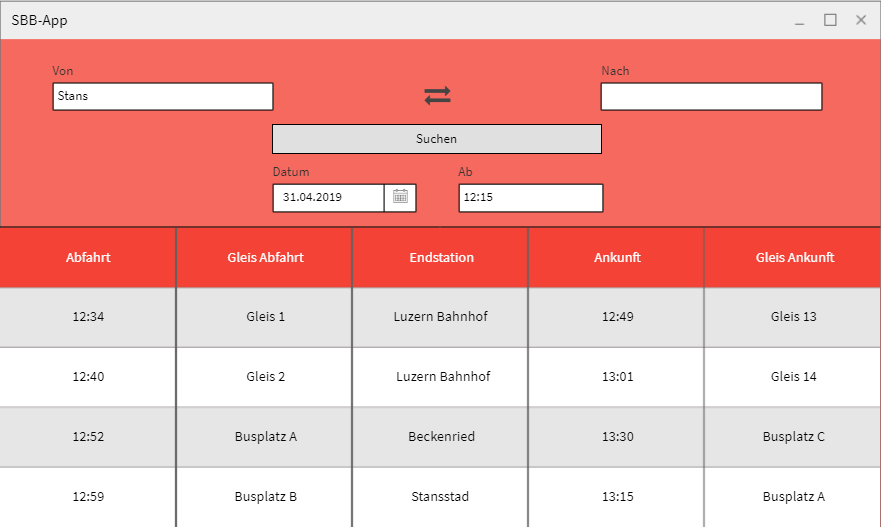 SBB-App
Von
Nach
Stans
Suchen
Datum
Ab
31.04.2019
12:15
Abfahrt Gleis Abfahrt Endstation Ankunft Gleis Ankunft
12:34 Gleis 1 Luzern Bahnhof 12:49 Gleis 13
12:40 Gleis 2 Luzern Bahnhof 13:01 Gleis 14
12:52 Busplatz A Beckenried 13:30 Busplatz C
12:59 Busplatz B Stansstad 13:15 Busplatz A